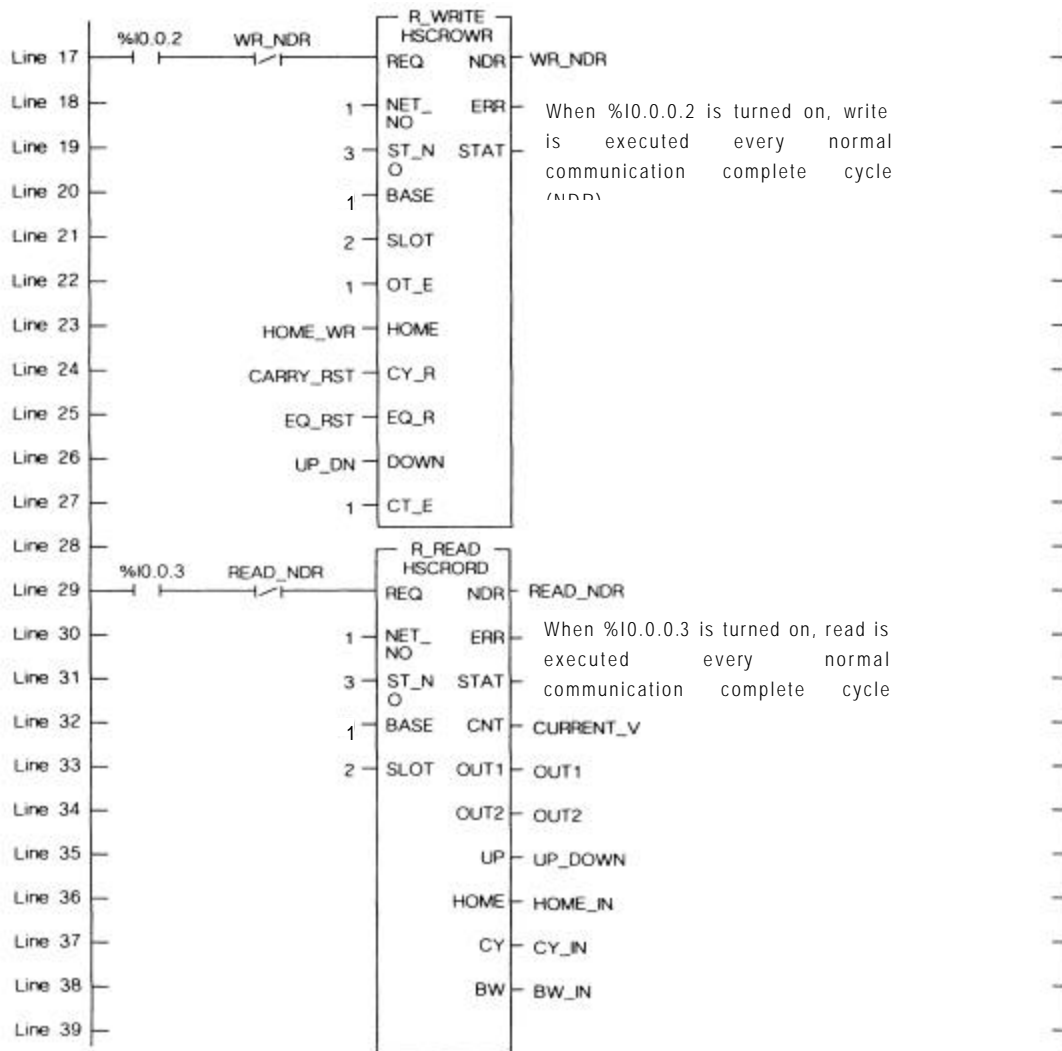 R_WRITE
%I0.0.2 WR_NDR HSCROWR
Line 17 REQ NDR WR_NDR
Line 18 1 NET_ ERR
NO
When %I0.0.0.2 is turned on, write
is executed every normal
communication complete cycle
Line 19 3 ST_N STAT
O
Line 20 1 BASE
Line 21 2 SLOT
Line 22 1 OT_E
Line 23 HOME_WR HOME
Line 24 CARRY_RST CY_R
Line 25 EQ_RST EQ_R
Line 26 UP_DN DOWN
Line 27 1 CT_E
Line 28 R_READ
%I0.0.3 READ_NDR HSCRORD
Line 29 REQ NDR READ_NDR
Line 30 1 NET_ ERR
NO
When %I0.0.0.3 is turned on, read is
executed every normal
communication complete cycle
Line 31 3 ST_N STAT
O
Line 32 1 BASE CNT CURRENT_V
Line 33 2 SLOT OUT1 OUT1
Line 34 OUT2 OUT2
Line 35 UP UP_DOWN
Line 36 HOME HOME_IN
Line 37 CY CY_IN
Line 38 BW BW_IN
Line 39